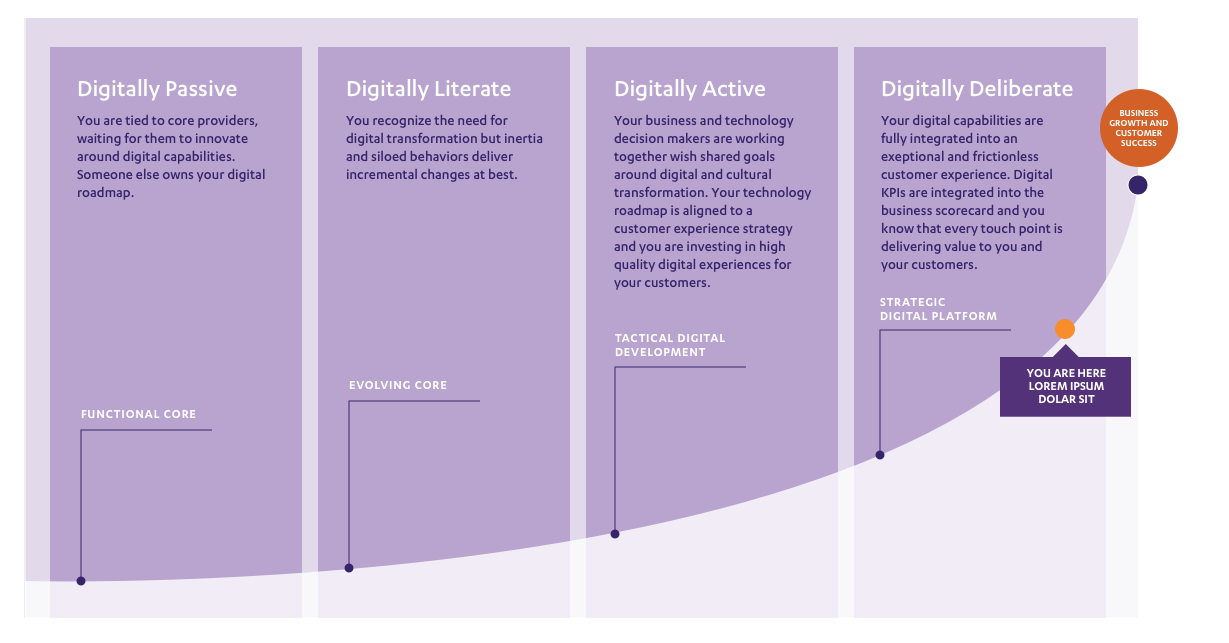 Digitally Passive
You are tied to core providers,
waiting for them to innovate
around digital capabilities.
Someone else owns your digital
roadmap.
FUNCTIONAL CORE
Digitally Literate
You recognize the need for
digital transformation but inertia
and siloed behaviors deliver
incremental changes at best.
EVOLVING CORE
Digitally Active
Your business and technology
decision makers are working
together wish shared goals
around digital and cultural
transformation. Your technology
roadmap is aligned to a
customer experience strategy
and you are investing in high
quality digital experiences for
your customers.
TACTICAL DIGITAL
DEVELOPMENT
Digitally Deliberate
Your digital capabilities are
fully integrated into an
exeptional and frictionless
customer experience. Digital
KPIs are integrated into the
business scorecard and you
know that every touch point is
delivering value to you and
your customers.
STRATEGIC
DIGITAL PLATFORM
BUSINESS
GROWTH AND
CUSTOMER
SUCCESS
YOU ARE HERE
LOREM IPSUM
DOLAR SIT